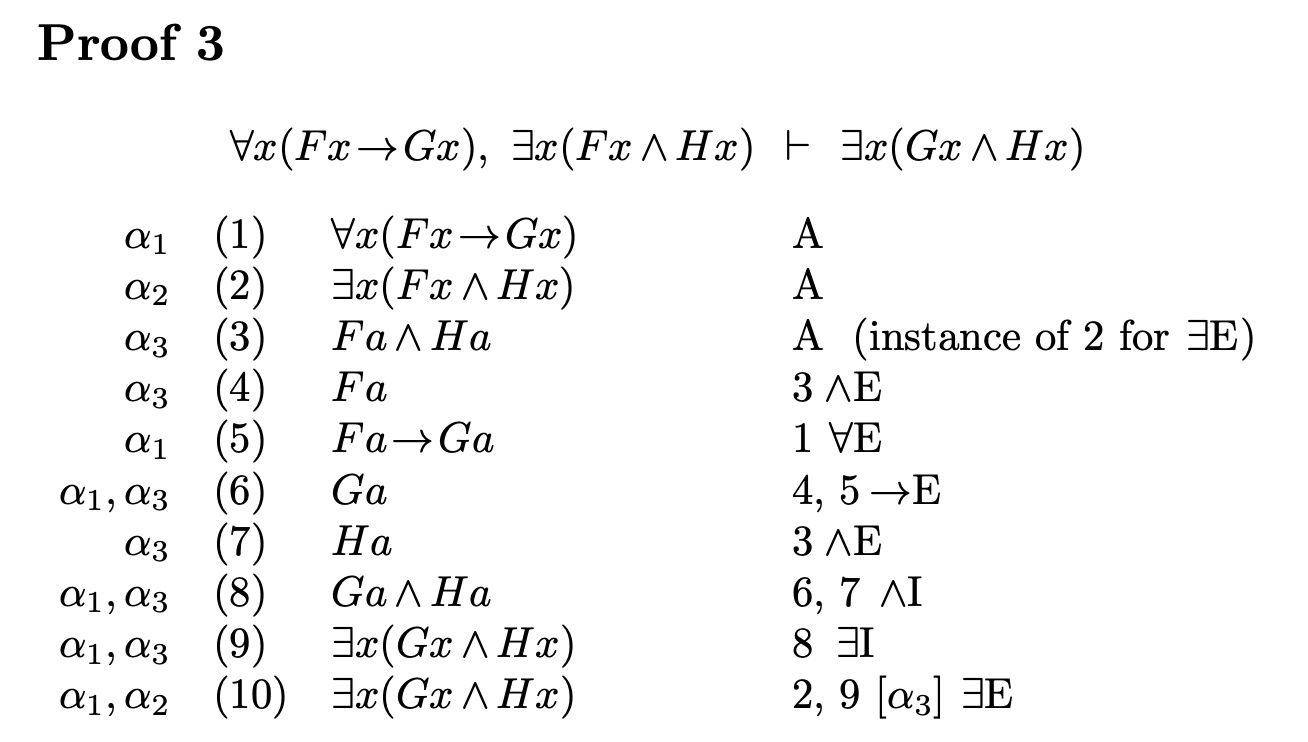 Proof 3
∀x(Fx→Gx), ∃x(Fx ∧ Hx) ⊢ ∃x(Gx ∧ Hx)
α₁ (1) ∀x(Fx→Gx) A
α₂ (2) ∃x(Fx ∧ Hx) A
α₃ (3) Fa ∧ Ha A (instance of 2 for ∃E)
α₃ (4) Fa 3 ∧E
α₁ (5) Fa→Ga 1 ∀E
α₁, α₃ (6) Ga 4, 5 →E
α₃ (7) Ha 3 ∧E
α₁, α₃ (8) Ga ∧ Ha 6, 7 ∧I
α₁, α₃ (9) ∃x(Gx ∧ Hx) 8 ∃I
α₁, α₂ (10) ∃x(Gx ∧ Hx) 2, 9 [α₃] ∃E